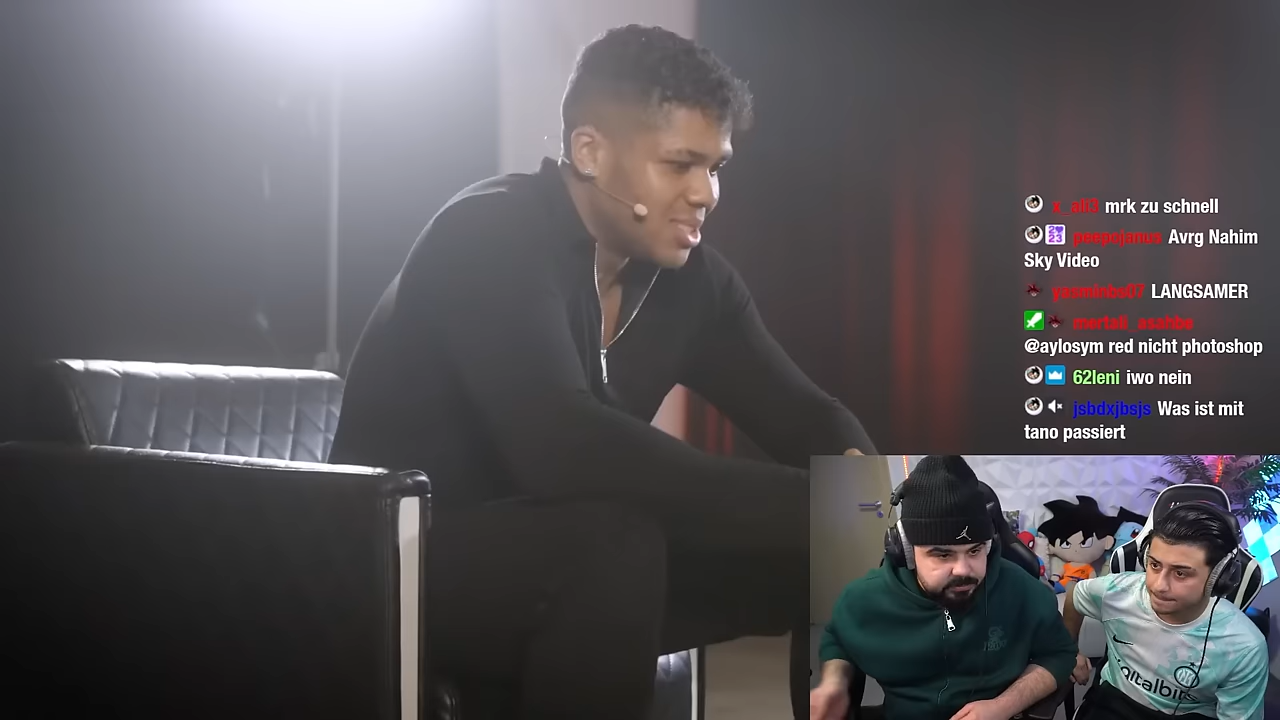 x_ali3 mrk zu schnell
peepojanus Avrg Nahim
Sky Video
yasminbs07 LANGSAMER
mertali_asahbe
@aylosym red nicht photoshop
62leni iwo nein
jsbdxjbsjs Was ist mit
tano passiert